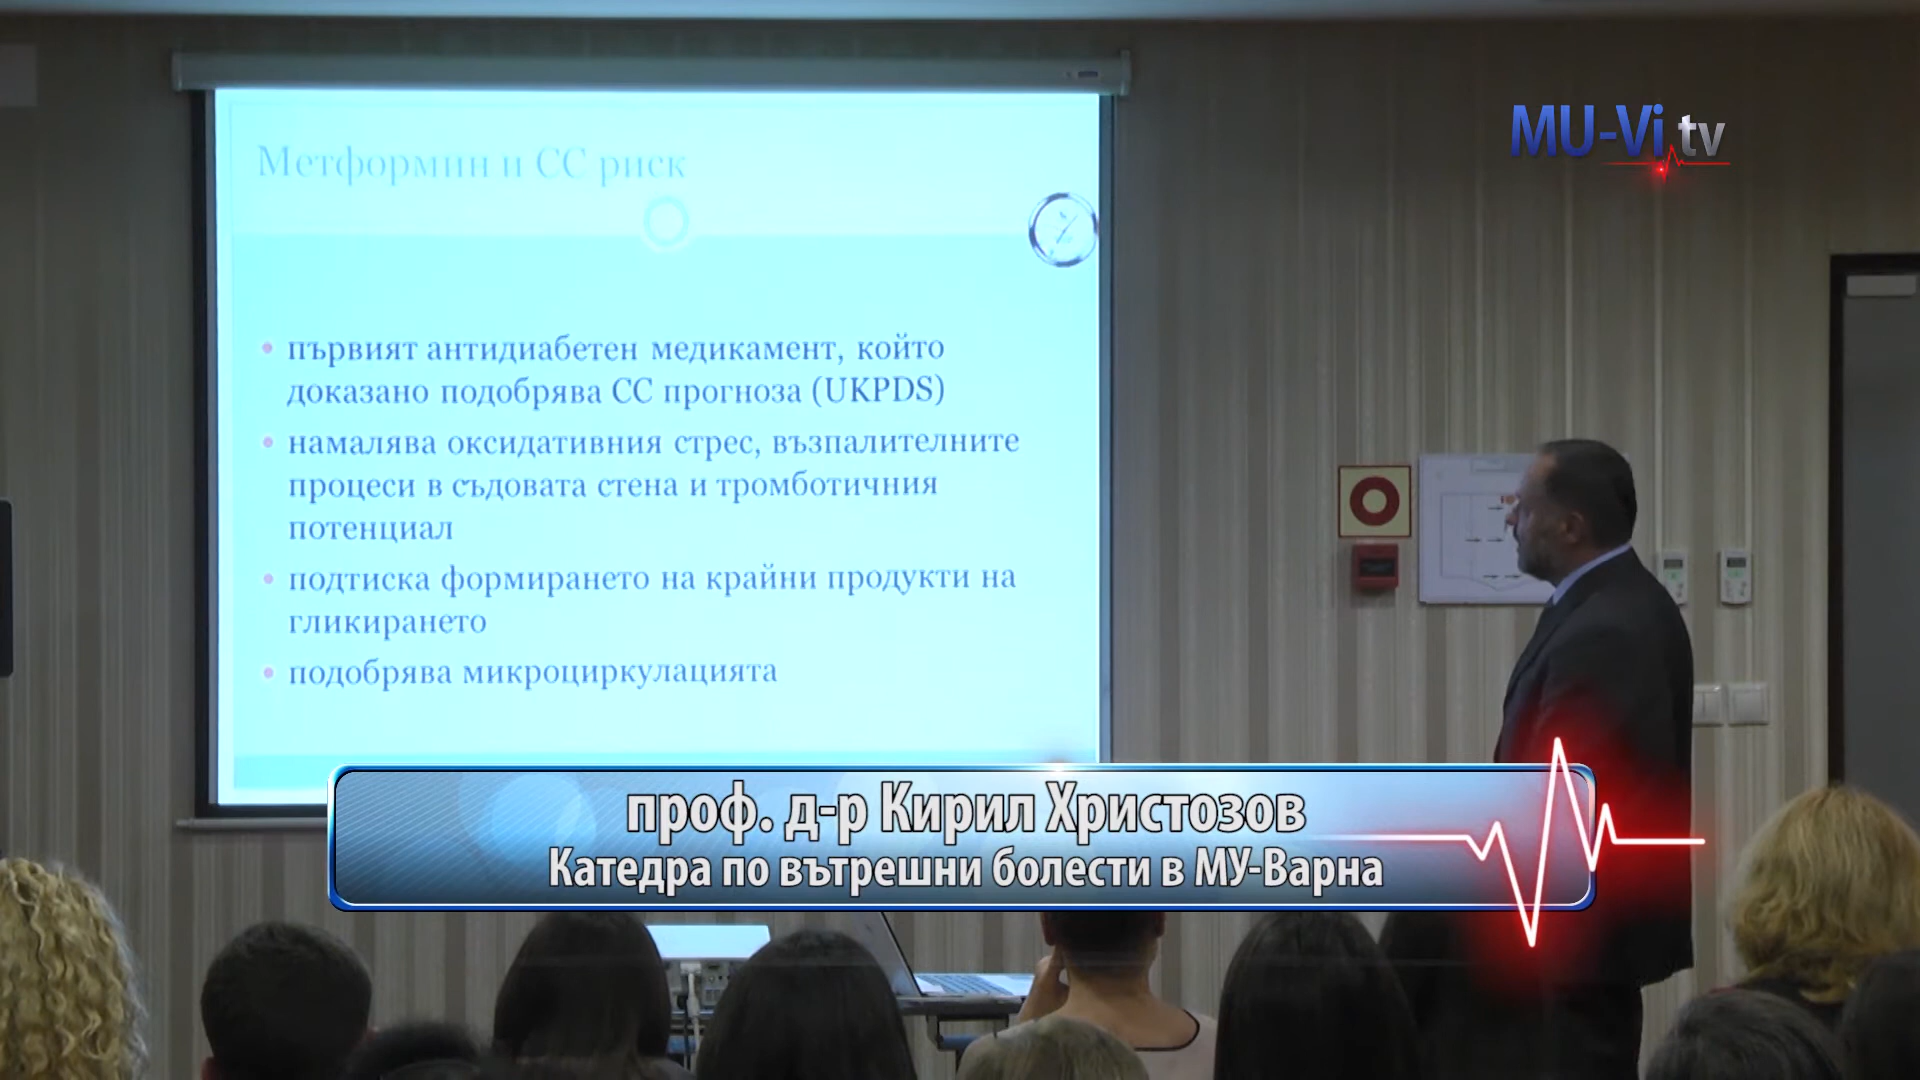 MU-Vi.tv
Метформин и СС риск
• първият антидиабетен медикамент, който
доказано подобрява СС прогноза (UKPDS)
• намалява оксидативния стрес, възпалителните
процеси в съдовата стена и тромботичния
потенциал
• подтиска формирането на крайни продукти на
гликирането
• подобрява микроциркулацията
проф. д-р Кирил Христозов
Катедра по вътрешни болести в МУ-Варна